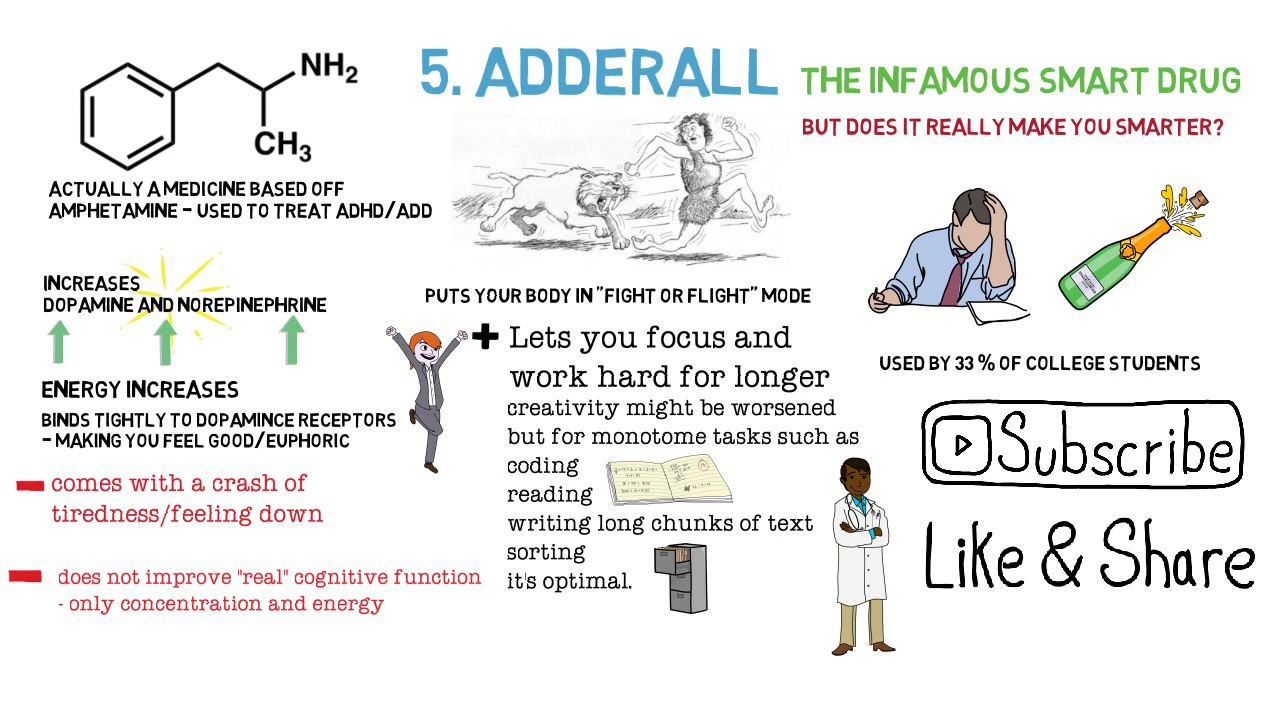 NH2
CH3
5. ADDERALL
THE INFAMOUS SMART DRUG
BUT DOES IT REALLY MAKE YOU SMARTER?
ACTUALLY A MEDICINE BASED OFF
AMPHETAMINE - USED TO TREAT ADHD/ADD
INCREASES
DOPAMINE AND NOREPINEPHRINE
ENERGY INCREASES
BINDS TIGHTLY TO DOPAMINCE RECEPTORS
- MAKING YOU FEEL GOOD/EUPHORIC
comes with a crash of
tiredness/feeling down
does not improve "real" cognitive function
- only concentration and energy
PUTS YOUR BODY IN "FIGHT OR FLIGHT" MODE
+ Lets you focus and
work hard for longer
creativity might be worsened
but for monotome tasks such as
coding
reading
writing long chunks of text
sorting
it's optimal.
USED BY 33 % OF COLLEGE STUDENTS
Subscribe
Like & Share